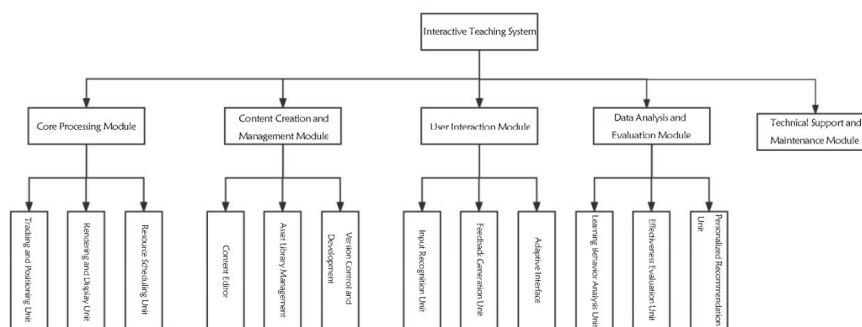 Interactive Teaching System
Core Processing Module
Content Creation and
Management Module
User Interaction Module
Data Analysis and
Evaluation Module
Technical Support and
Maintenance Module
Tracking and Positioning Unit
Rendering and Display Unit
Resource Scheduling Unit
Content Editor
Asset Library Management
Version Control and
Development
Input Recognition Unit
Feedback Generation Unit
Adaptive Interface
Learning Behavior Analysis Unit
Effectiveness Evaluation Unit
Personalized Recommendation
Unit